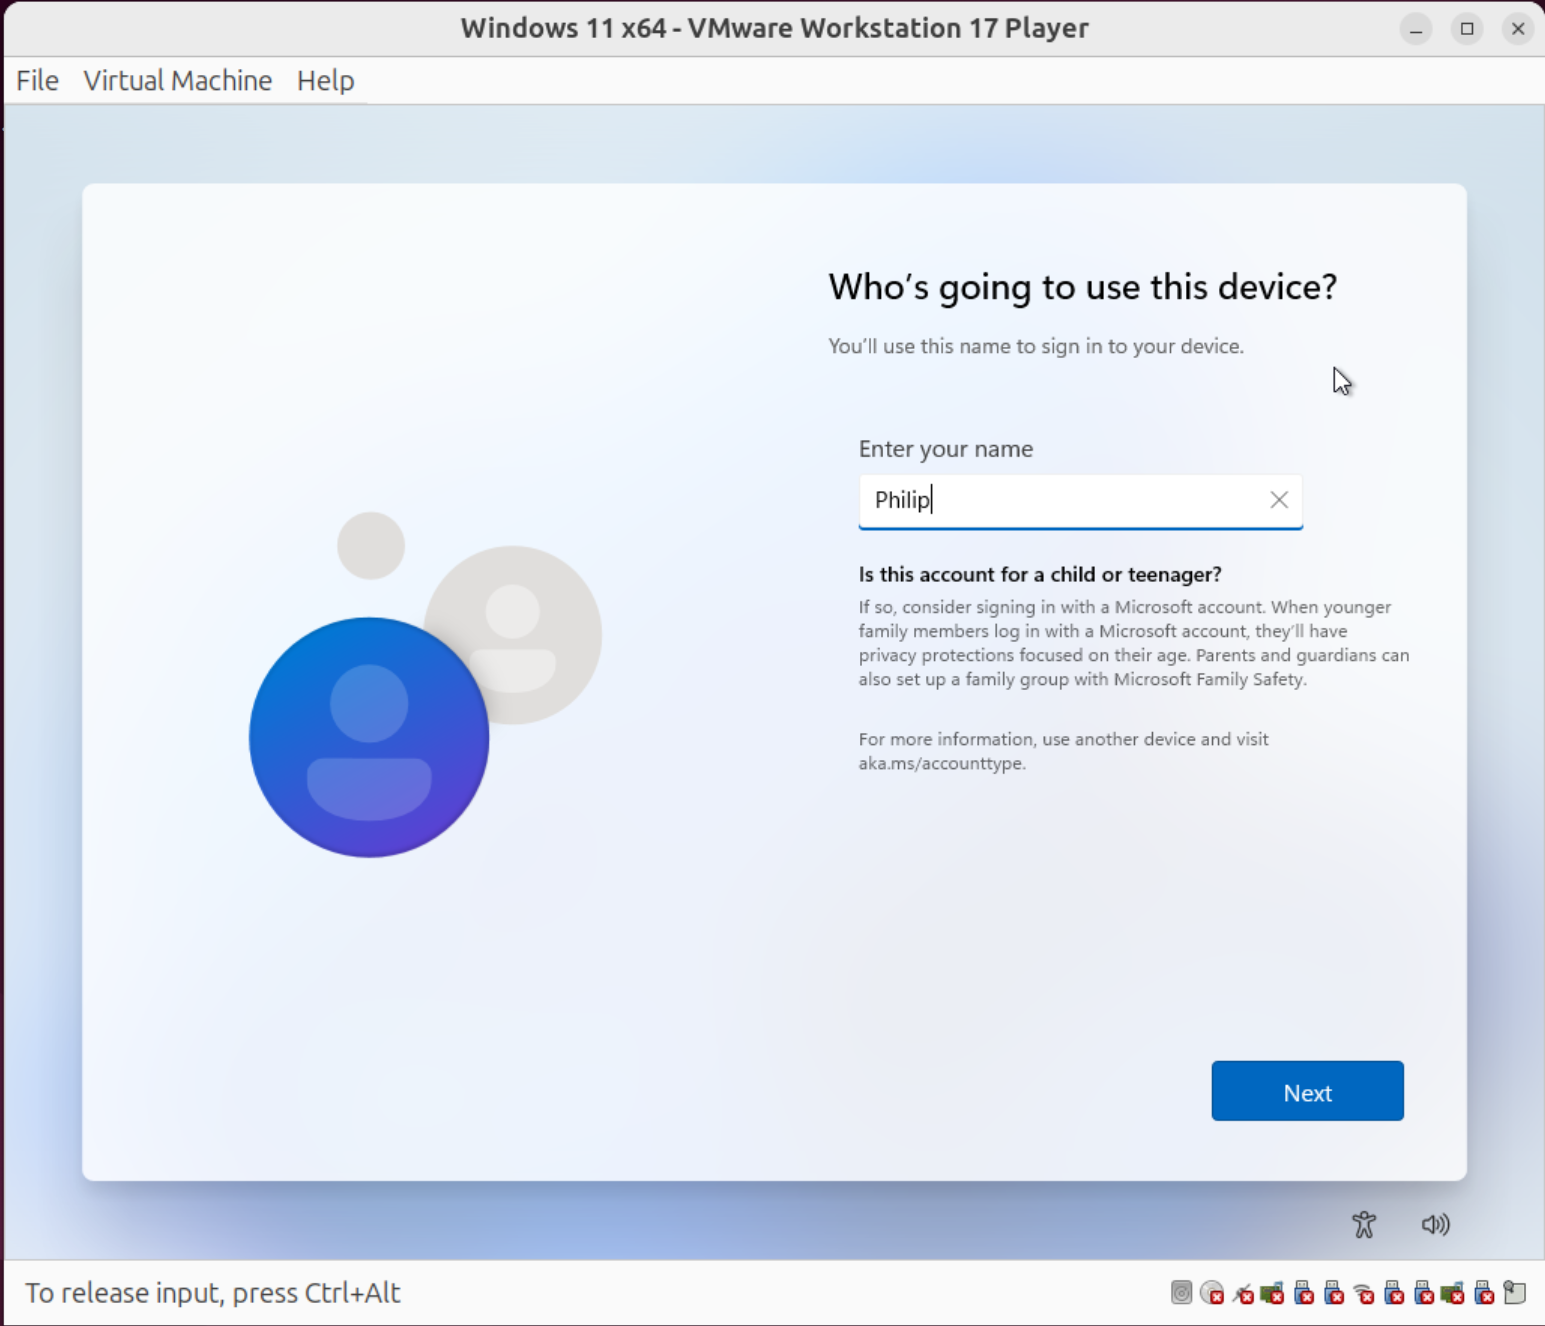 Windows 11 x64 - VMware Workstation 17 Player
File Virtual Machine Help
Who's going to use this device?
You'll use this name to sign in to your device.
Enter your name
Philip
Is this account for a child or teenager?
If so, consider signing in with a Microsoft account. When younger
family members log in with a Microsoft account, they'll have
privacy protections focused on their age. Parents and guardians can
also set up a family group with Microsoft Family Safety.
For more information, use another device and visit
aka.ms/accounttype.
Next
To release input, press Ctrl+Alt